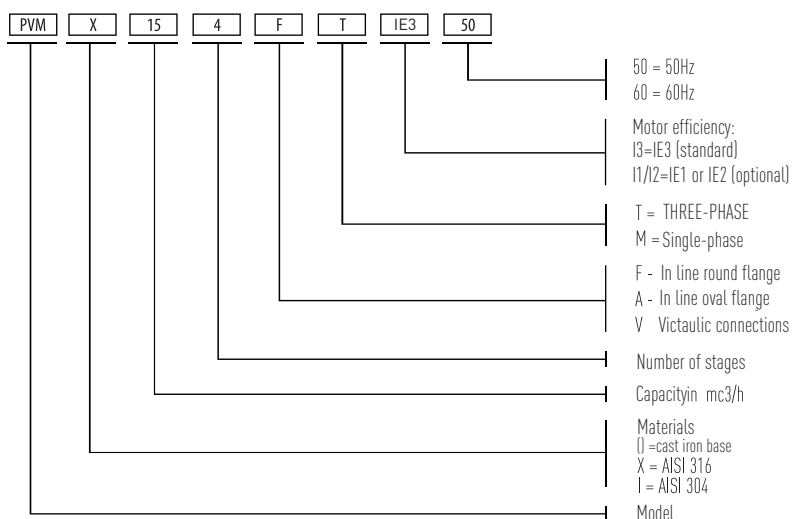 PVM X 15 4 F T IE3 50
50 = 50Hz
60 = 60Hz
Motor efficiency:
I3=IE3 (standard)
I1/I2=IE1 or IE2 (optional)
T = THREE-PHASE
M = Single-phase
F - In line round flange
A - In line oval flange
V Victaulic connections
Number of stages
Capacityin mc3/h
Materials
() =cast iron base
X = AISI 316
I = AISI 304
Model